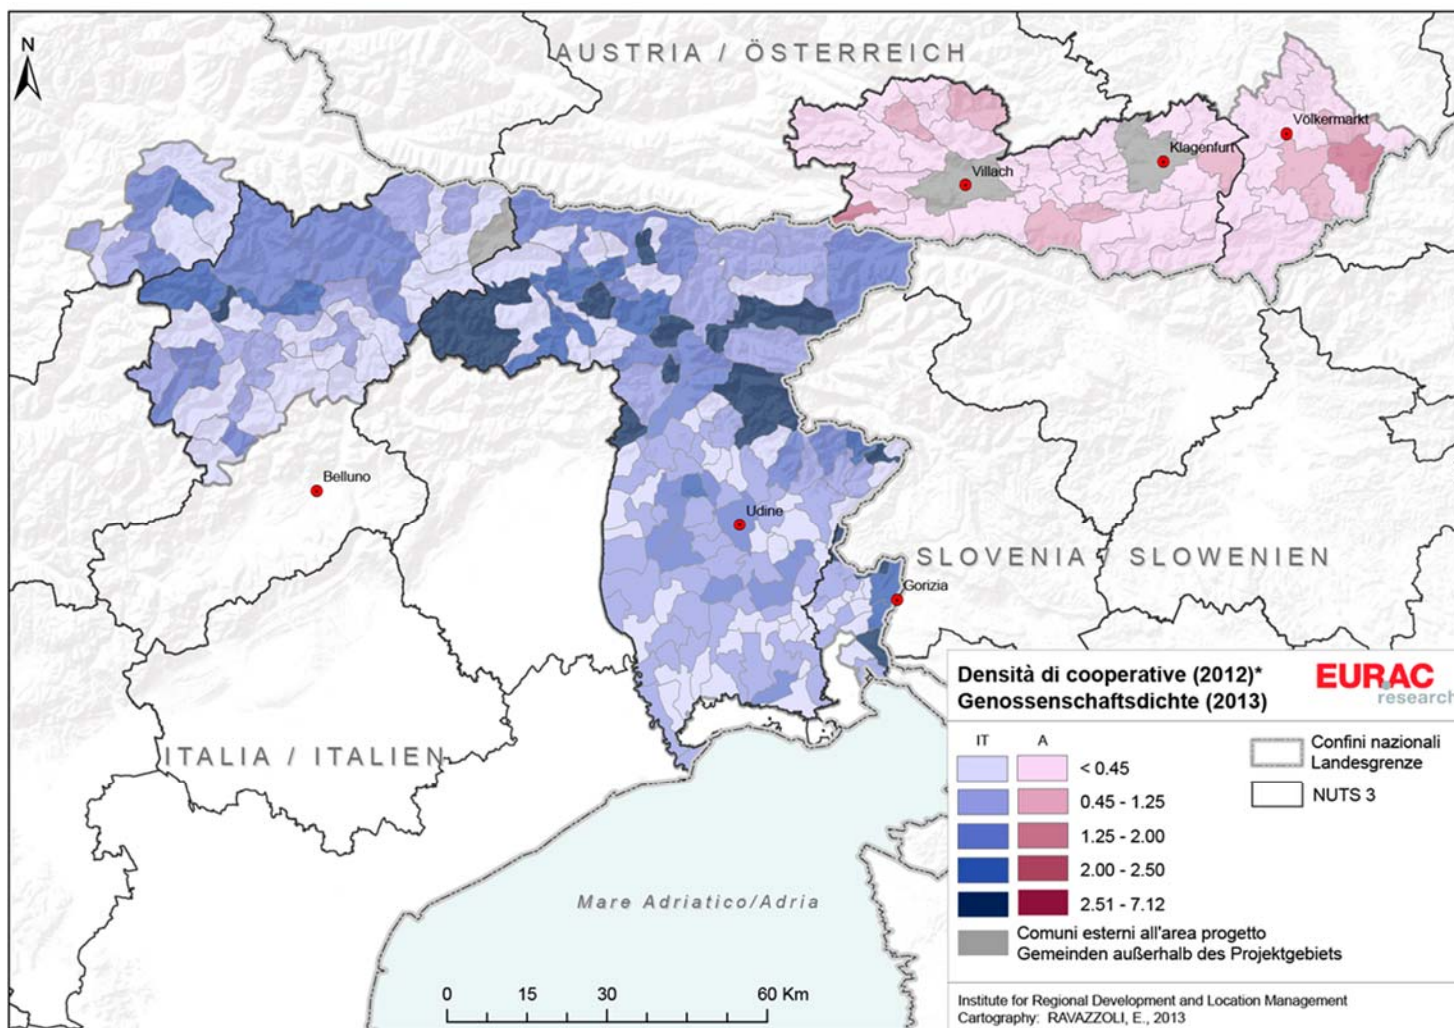 N
AUSTRIA / ÖSTERREICH
Völkermarkt
Klagenfurt
Villach
Belluno
Udine
SLOVENIA / SLOWENIEN
Gorizia
ITALIA / ITALIEN
Mare Adriatico/Adria
0 15 30 60 Km
Densità di cooperative (2012)*
Genossenschaftsdichte (2013)
EURAC
research
IT A
< 0.45
0.45 - 1.25
1.25 - 2.00
2.00 - 2.50
2.51 - 7.12
Confini nazionali
Landesgrenze
NUTS 3
Comuni esterni all'area progetto
Gemeinden außerhalb des Projektgebiets
Institute for Regional Development and Location Management
Cartography: RAVAZZOLI, E., 2013